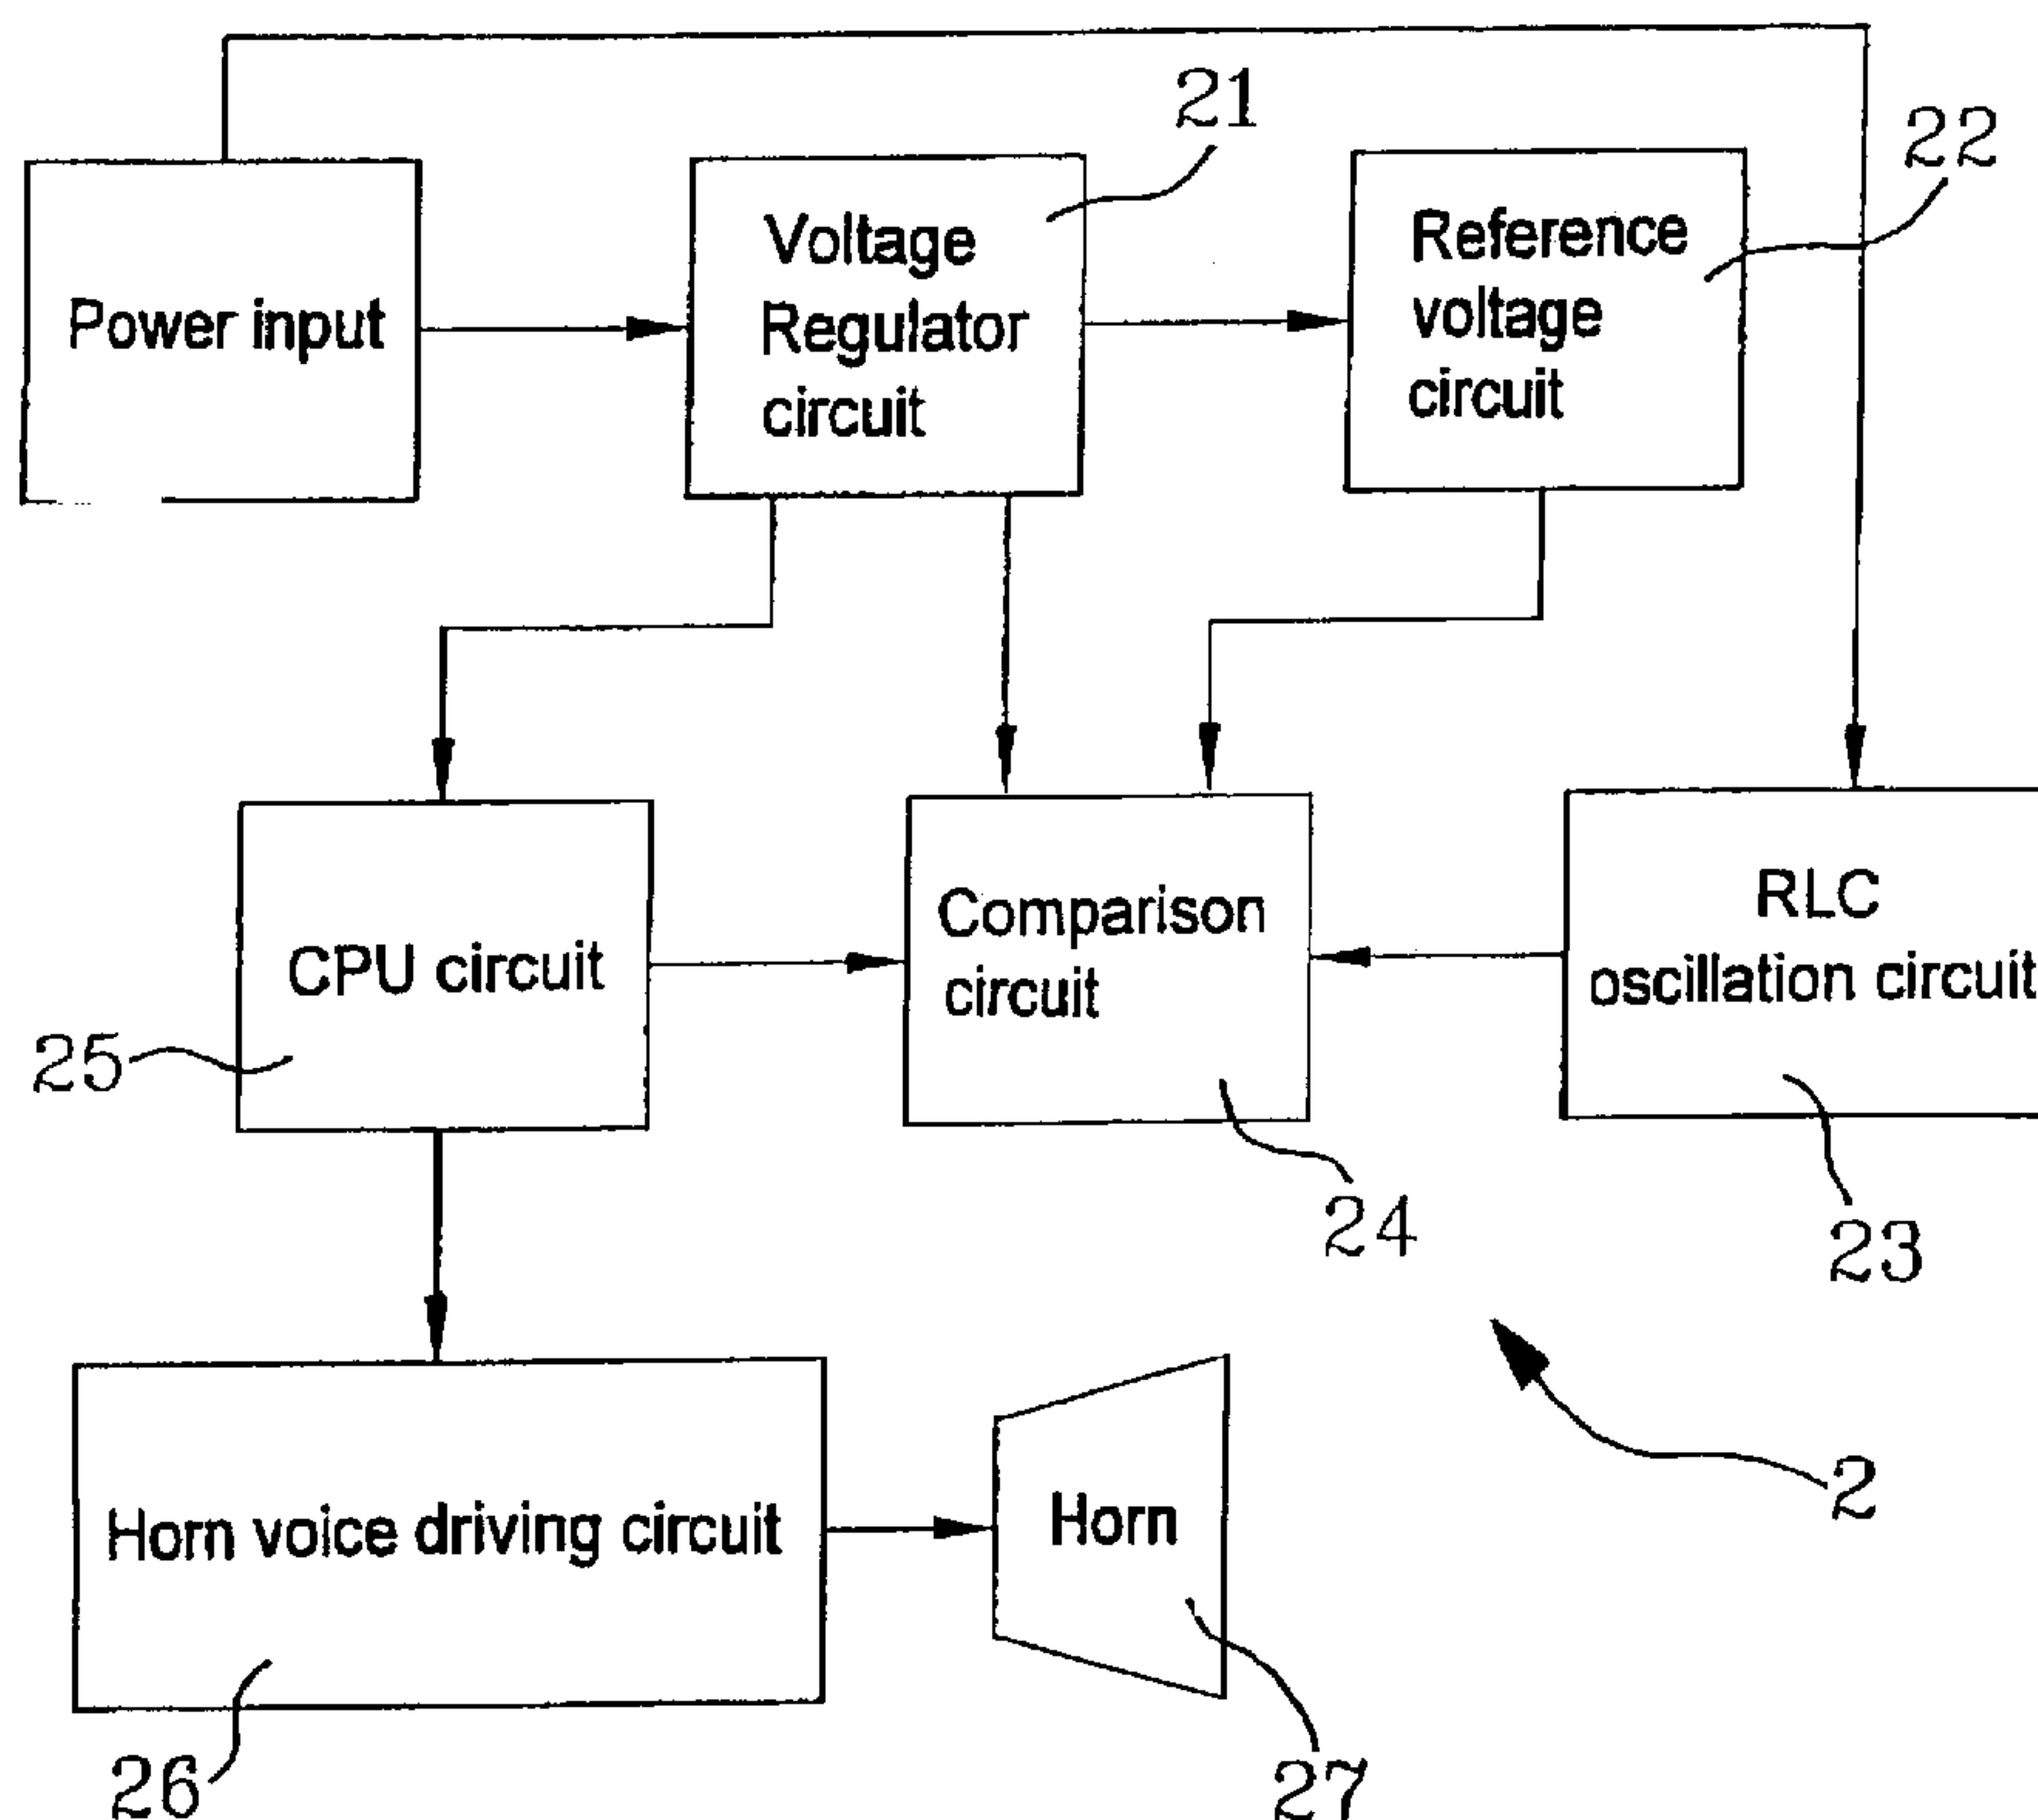 21
22
Power input
Voltage
Regulator
circuit
Reference
voltage
circuit
CPU circuit
25
Comparison
circuit
24
RLC
oscillation circuit
23
2
Horn voice driving circuit
26
Horn
27